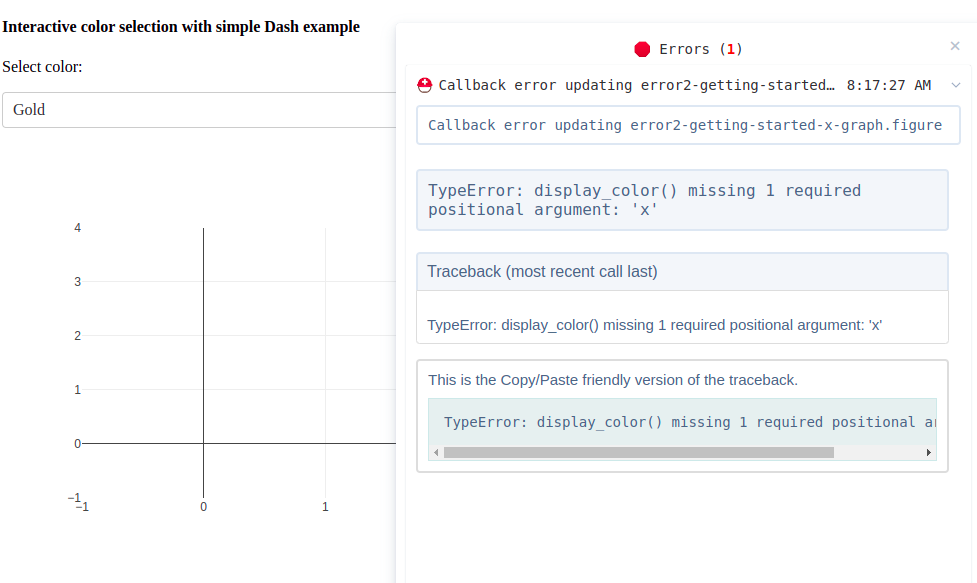 Interactive color selection with simple Dash example
Select color:
Gold
4
3
2
1
0
−1
−1
0
1
Errors (1)
×
Callback error updating error2-getting-started… 8:17:27 AM
Callback error updating error2-getting-started-x-graph.figure
TypeError: display_color() missing 1 required
positional argument: 'x'
Traceback (most recent call last)
TypeError: display_color() missing 1 required positional argument: 'x'
This is the Copy/Paste friendly version of the traceback.
TypeError: display_color() missing 1 required positional